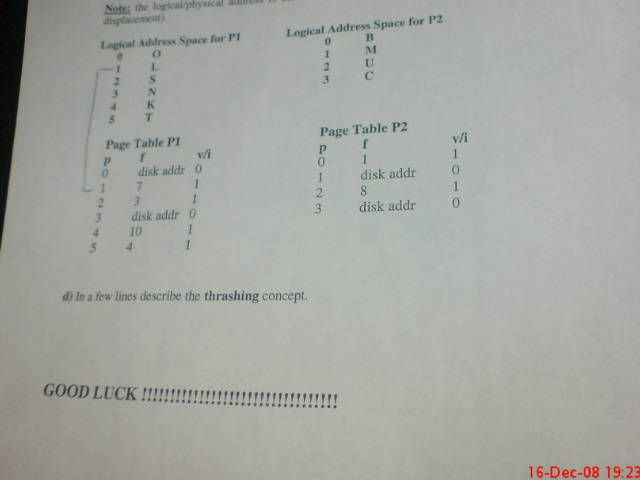 Note: the logical/physical address is
displacement).
Logical Address Space for P1
0 O
1 L
2 S
3 N
4 K
5 T
Logical Address Space for P2
0 B
1 M
2 U
3 C
Page Table P1
p f v/i
0 disk addr 0
1 7 1
2 3 1
3 disk addr 0
4 10 1
5 4 1
Page Table P2
p f v/i
0 1 1
1 disk addr 0
2 8 1
3 disk addr 0
d) In a few lines describe the thrashing concept.
GOOD LUCK !!!!!!!!!!!!!!!!!!!!!!!!!!!!!!!!!
16-Dec-08 19:23